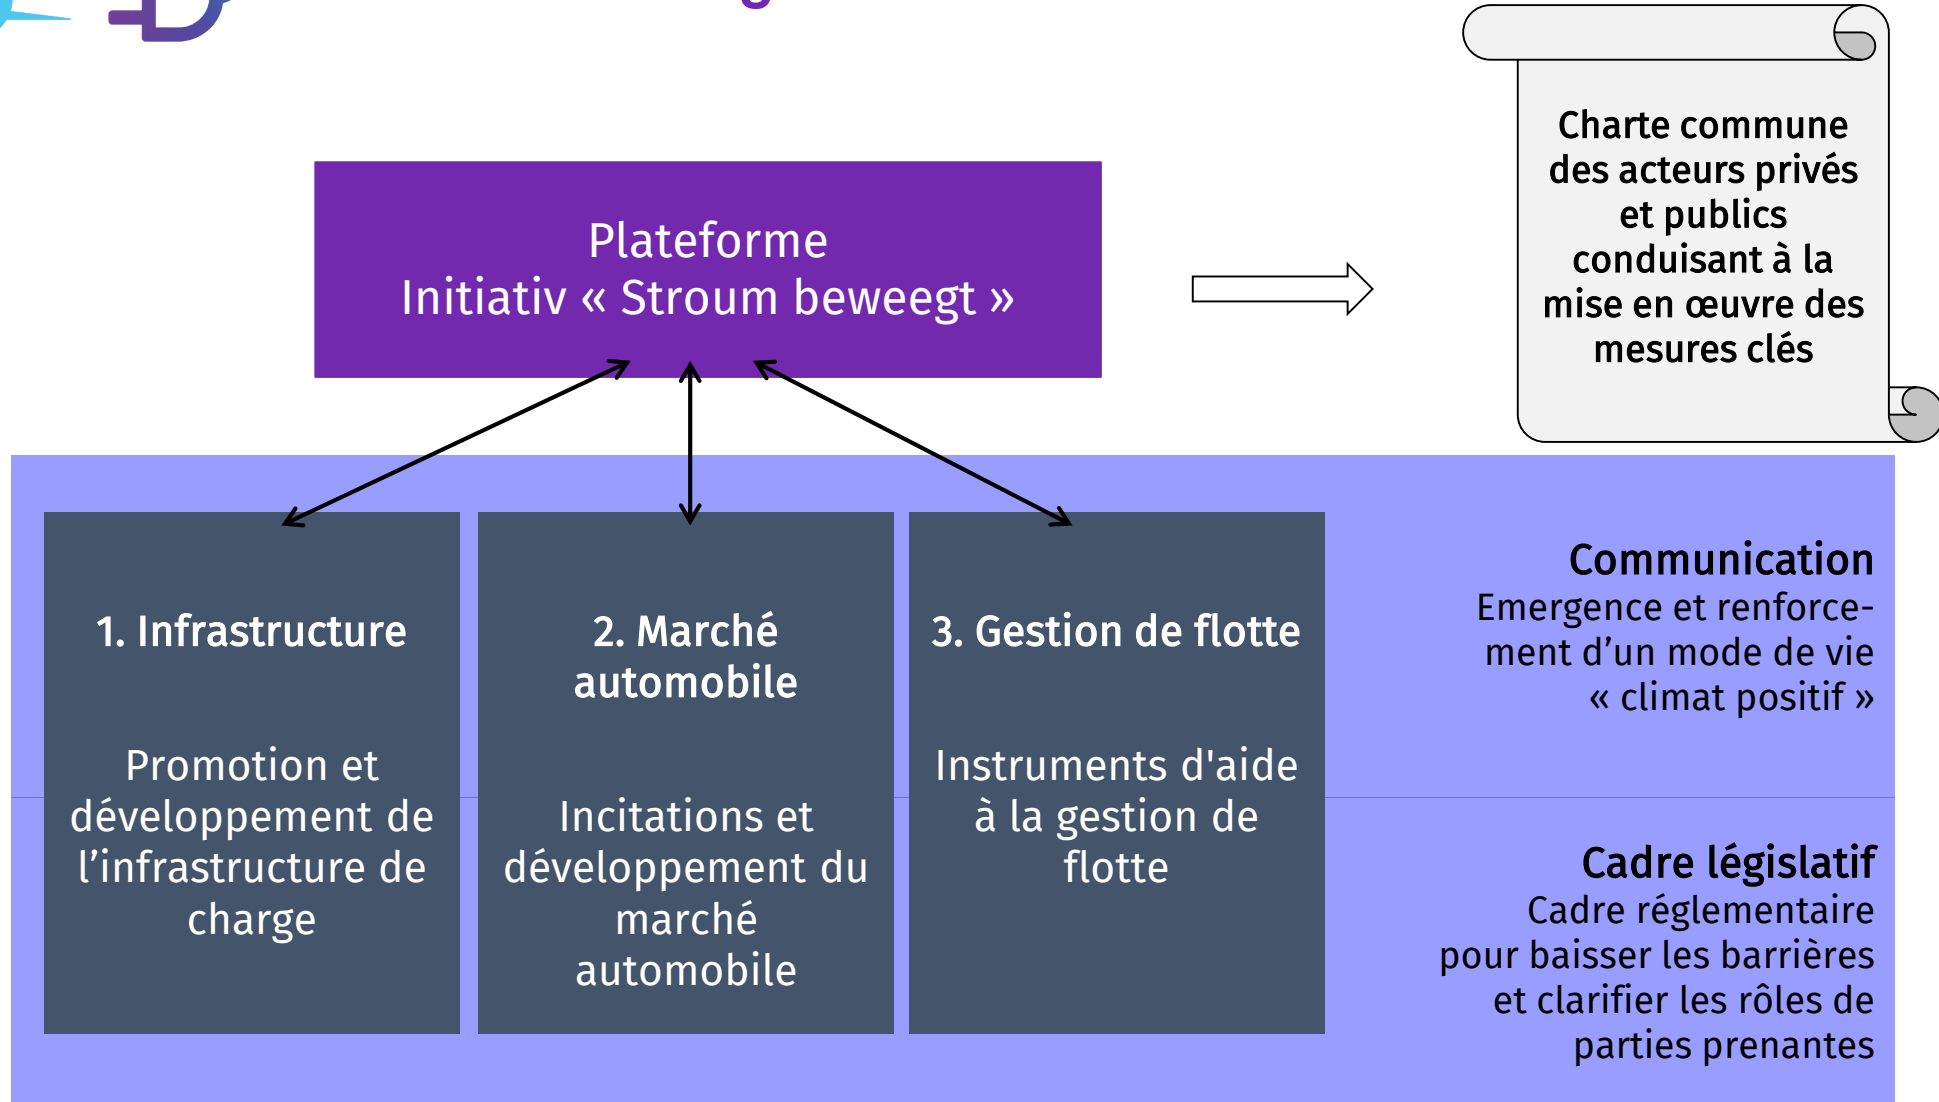 Charte commune
des acteurs privés
et publics
conduisant à la
mise en œuvre des
mesures clés
Plateforme
Initiativ « Stroum beweegt »
1. Infrastructure
Promotion et
développement de
l’infrastructure de
charge
2. Marché
automobile
Incitations et
développement du
marché
automobile
3. Gestion de flotte
Instruments d'aide
à la gestion de
flotte
Communication
Emergence et renforce-
ment d’un mode de vie
« climat positif »
Cadre législatif
Cadre réglementaire
pour baisser les barrières
et clarifier les rôles de
parties prenantes